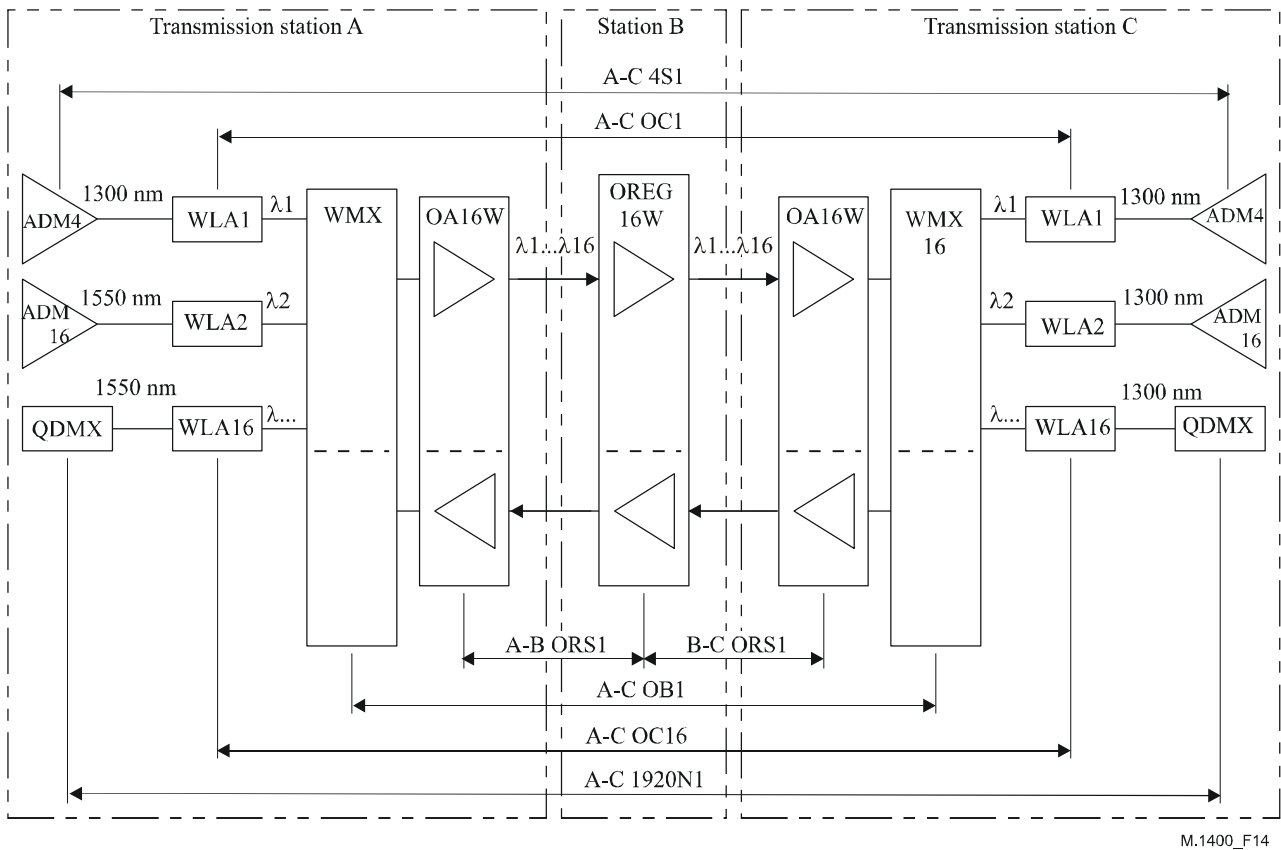 Transmission station A
Station B
Transmission station C
A-C 4S1
A-C OC1
1300 nm
ADM4
WLA1
λ1
WMX
OA16W
λ1...λ16
OREG
16W
λ1...λ16
OA16W
WMX
16
λ1
WLA1
1300 nm
ADM4
1550 nm
ADM
16
WLA2
λ2
λ2
WLA2
1300 nm
ADM
16
1550 nm
QDMX
WLA16
λ...
λ...
WLA16
1300 nm
QDMX
A-B ORS1
B-C ORS1
A-C OB1
A-C OC16
A-C 1920N1
M.1400_F14